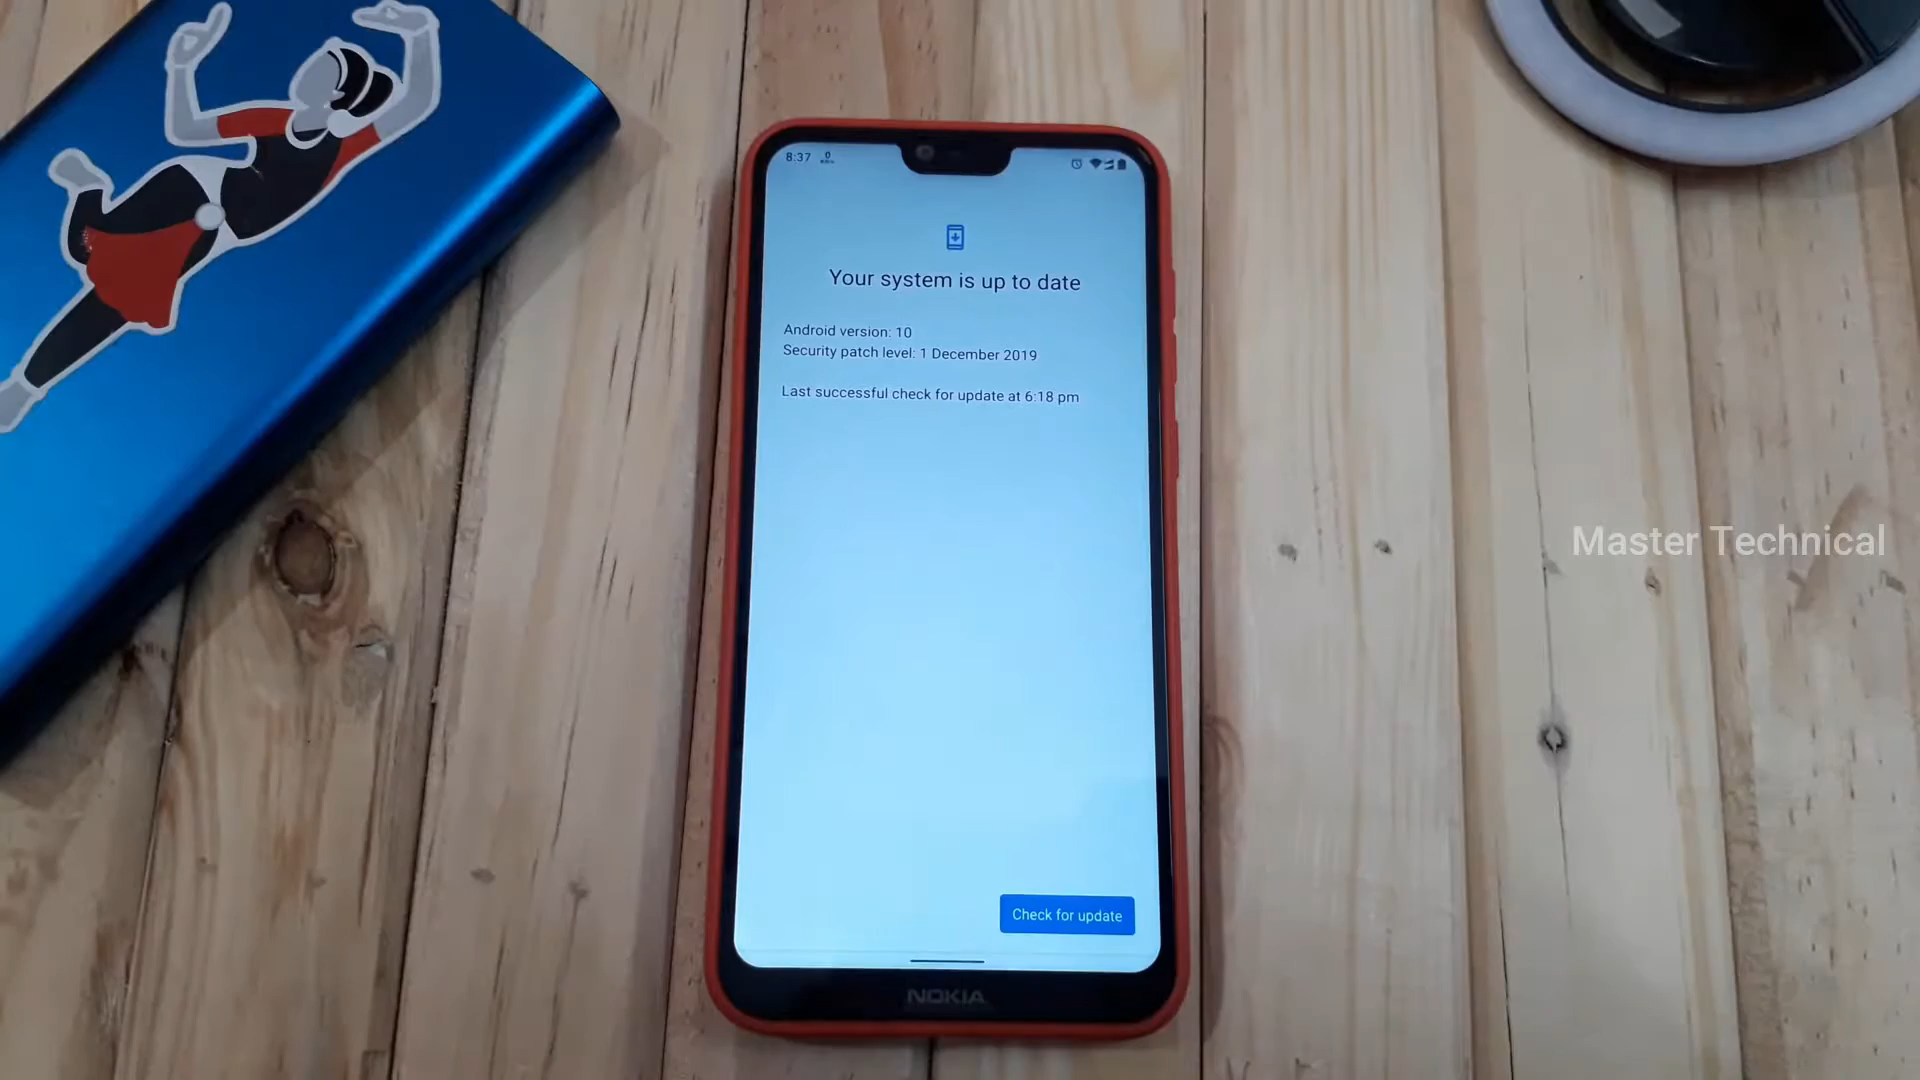 8:37
Your system is up to date
Android version: 10
Security patch level: 1 December 2019
Last successful check for update at 6:18 pm
Master Technical
Check for update
NOKIA